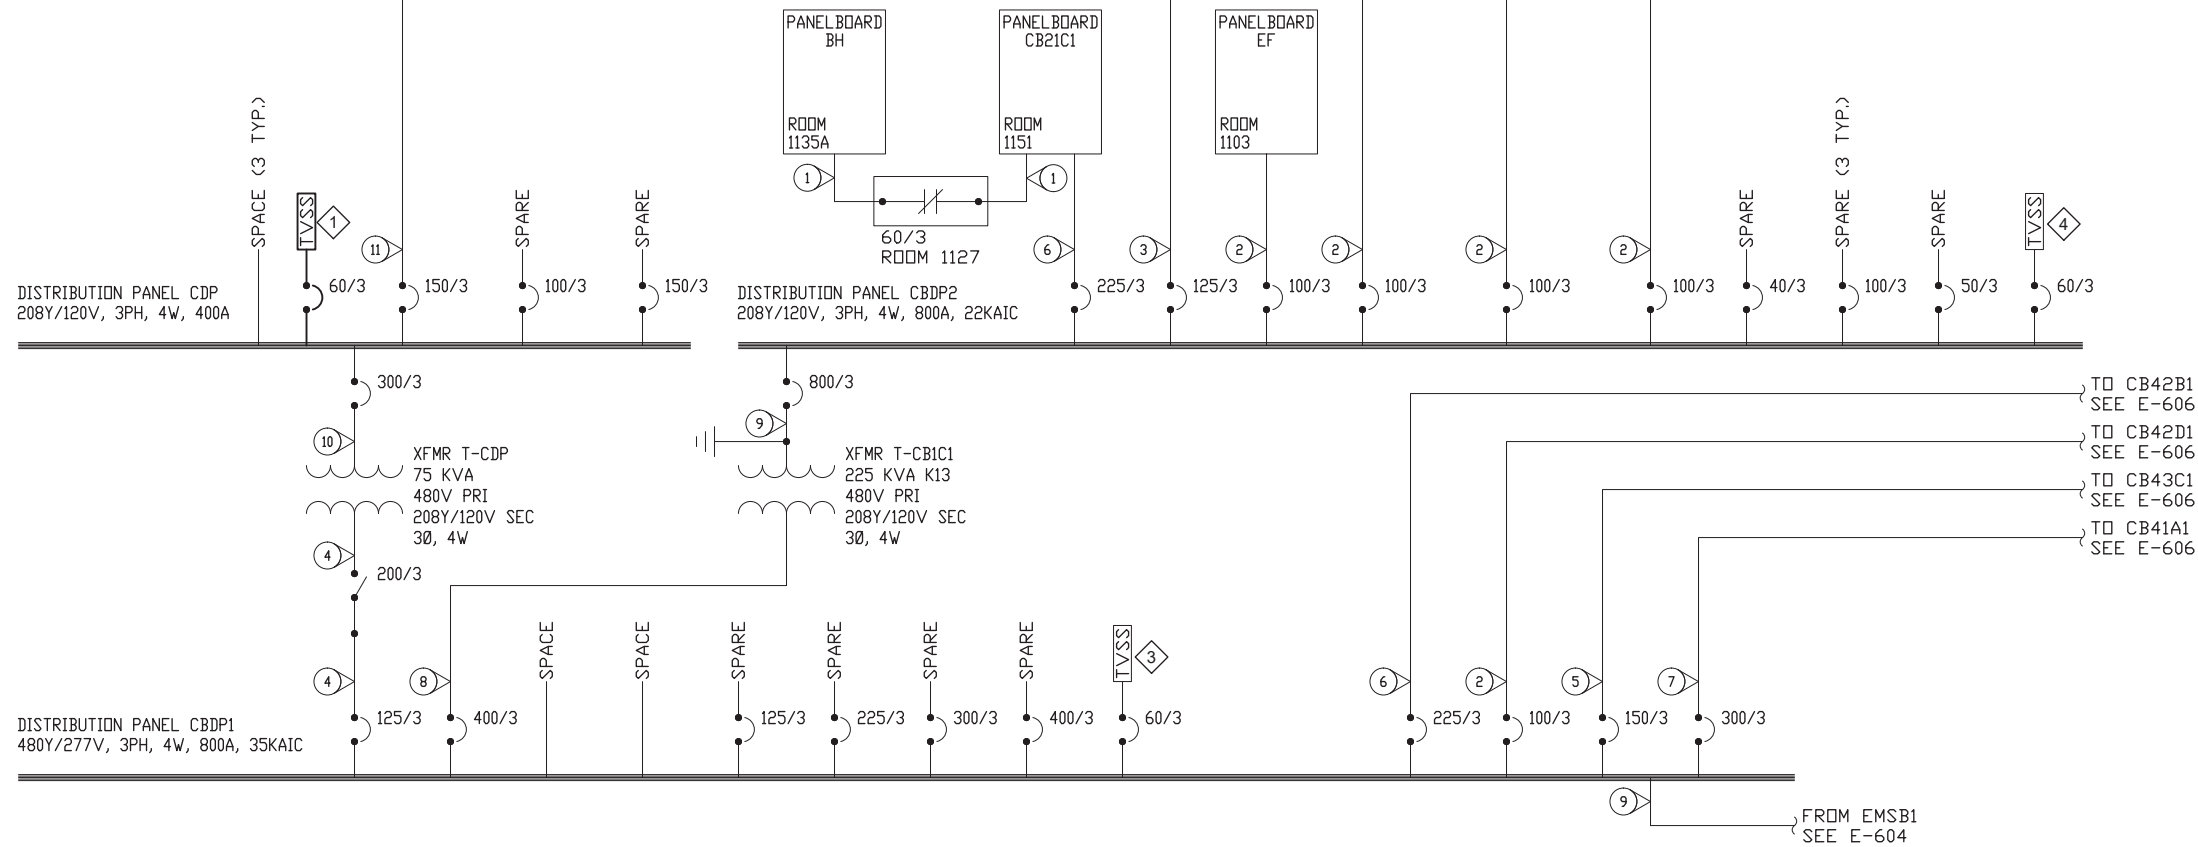 PANELBOARD
BH
ROOM
1135A
PANELBOARD
CB21C1
ROOM
1151
PANELBOARD
EF
ROOM
1103
1
1
60/3
ROOM 1127
SPACE (3 TYP.)
TVSS
1
11
SPARE
SPARE
6
3
2
2
2
2
SPARE
SPARE (3 TYP.)
SPARE
TVSS
4
DISTRIBUTION PANEL CDP
208Y/120V, 3PH, 4W, 400A
60/3
150/3
100/3
150/3
DISTRIBUTION PANEL CBDP2
208Y/120V, 3PH, 4W, 800A, 22KAIC
225/3
125/3
100/3
100/3
100/3
100/3
40/3
100/3
50/3
60/3
300/3
10
XFMR T-CDP
75 KVA
480V PRI
208Y/120V SEC
3Ø, 4W
4
200/3
4
800/3
9
XFMR T-CB1C1
225 KVA K13
480V PRI
208Y/120V SEC
3Ø, 4W
TO CB42B1
SEE E-606
TO CB42D1
SEE E-606
TO CB43C1
SEE E-606
TO CB41A1
SEE E-606
8
SPACE
SPACE
SPARE
SPARE
SPARE
SPARE
TVSS
3
6
2
5
7
DISTRIBUTION PANEL CBDP1
480Y/277V, 3PH, 4W, 800A, 35KAIC
125/3
400/3
125/3
225/3
300/3
400/3
60/3
225/3
100/3
150/3
300/3
9
FROM EMSB1
SEE E-604